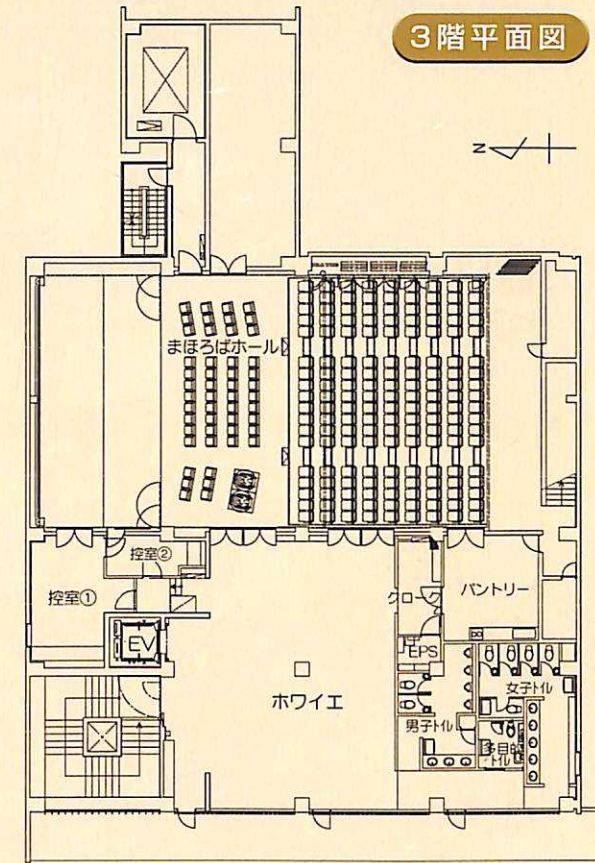 3階平面図
N
まほろばホール
控室②
控室①
クローク
パントリー
EV
EPS
ホワイエ
女子トイレ
男子トイレ
多目的
トイレ